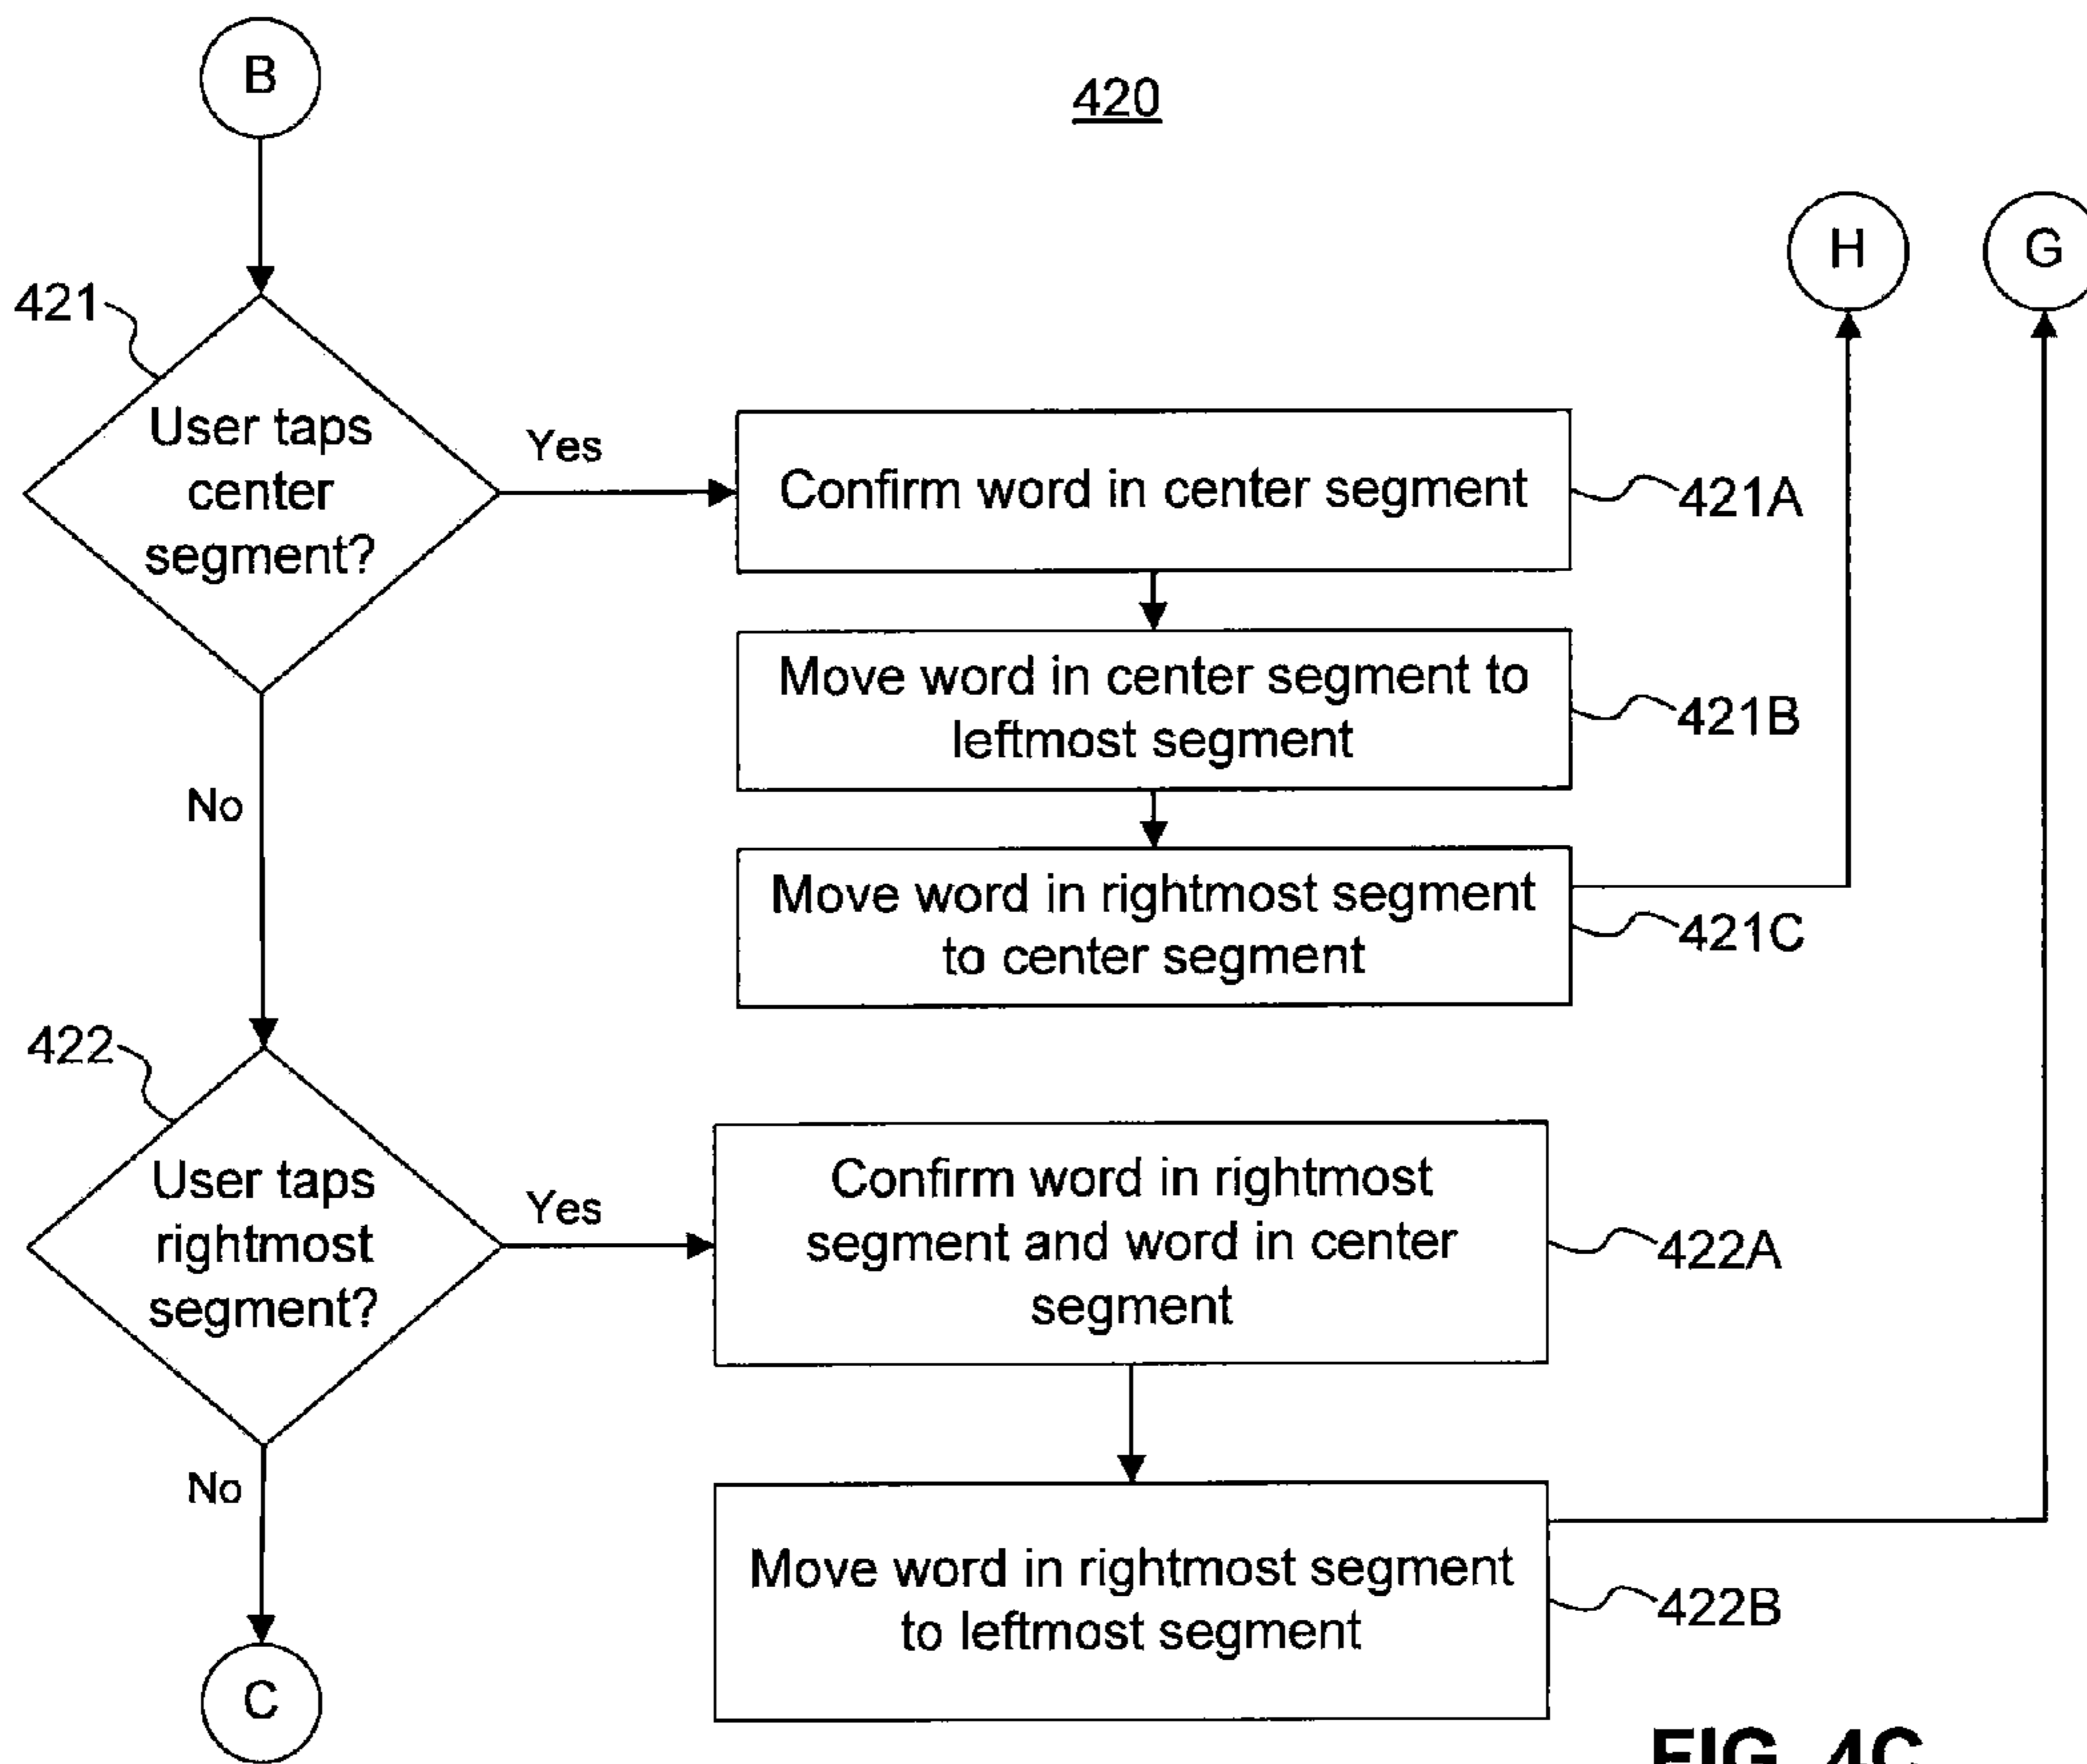 B
420
H
G
421
User taps
center
segment?
Yes
Confirm word in center segment
421A
Move word in center segment to
leftmost segment
421B
No
Move word in rightmost segment
to center segment
421C
422
User taps
rightmost
segment?
Yes
Confirm word in rightmost
segment and word in center
segment
422A
No
Move word in rightmost segment
to leftmost segment
422B
C
FIG. 4C